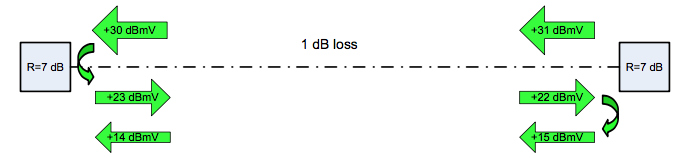 +30 dBmV
+31 dBmV
1 dB loss
R=7 dB
R=7 dB
+23 dBmV
+22 dBmV
+14 dBmV
+15 dBmV